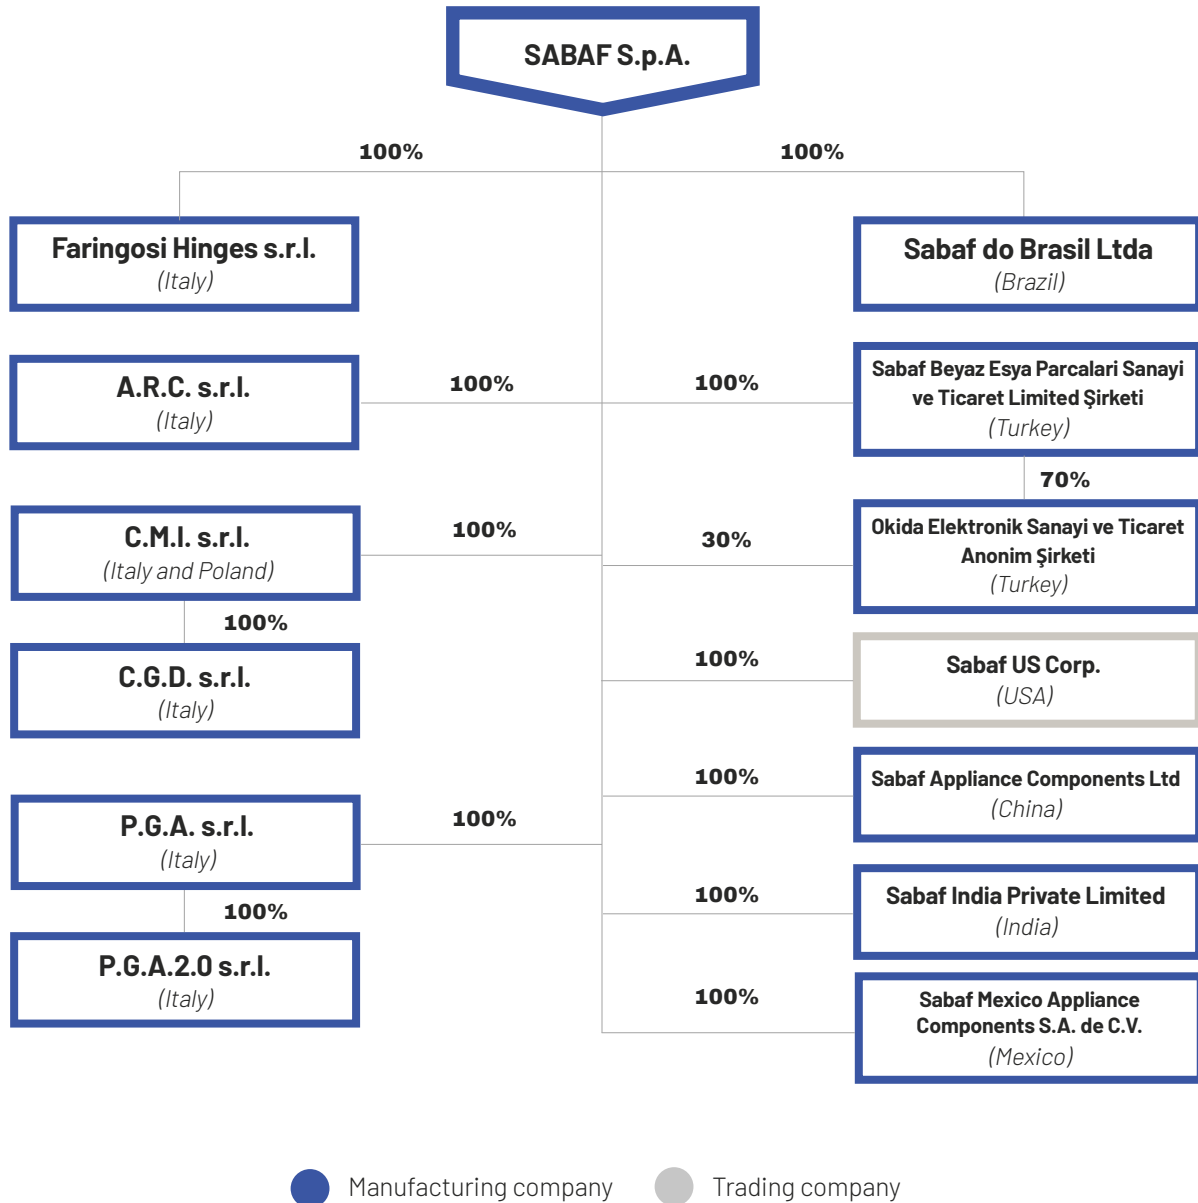 SABAF S.p.A.
100%
100%
Faringosi Hinges s.r.l.
(Italy)
Sabaf do Brasil Ltda
(Brazil)
A.R.C. s.r.l.
(Italy)
100%
100%
Sabaf Beyaz Esya Parcalari Sanayi
ve Ticaret Limited Şirketi
(Turkey)
70%
C.M.I. s.r.l.
(Italy and Poland)
100%
30%
Okida Elektronik Sanayi ve Ticaret
Anonim Şirketi
(Turkey)
100%
C.G.D. s.r.l.
(Italy)
100%
Sabaf US Corp.
(USA)
100%
Sabaf Appliance Components Ltd
(China)
P.G.A. s.r.l.
(Italy)
100%
100%
100%
Sabaf India Private Limited
(India)
P.G.A.2.0 s.r.l.
(Italy)
100%
Sabaf Mexico Appliance
Components S.A. de C.V.
(Mexico)
Manufacturing company
Trading company